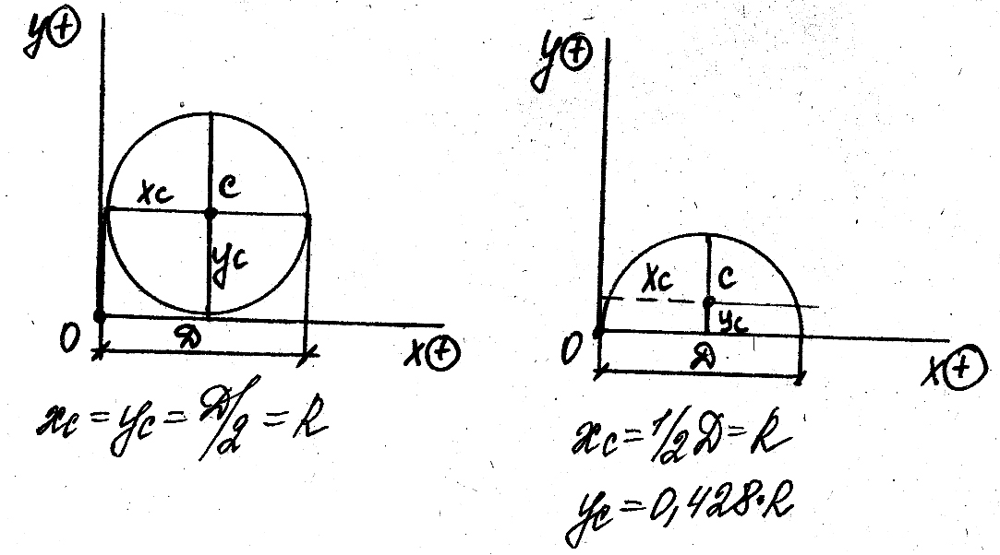 y⊕
xc
c
yc
0
Д
x⊕
xc = yc = Д/2 = R
y⊕
xc
c
yc
0
Д
x⊕
xc = 1/2 Д = R
yc = 0,428·R